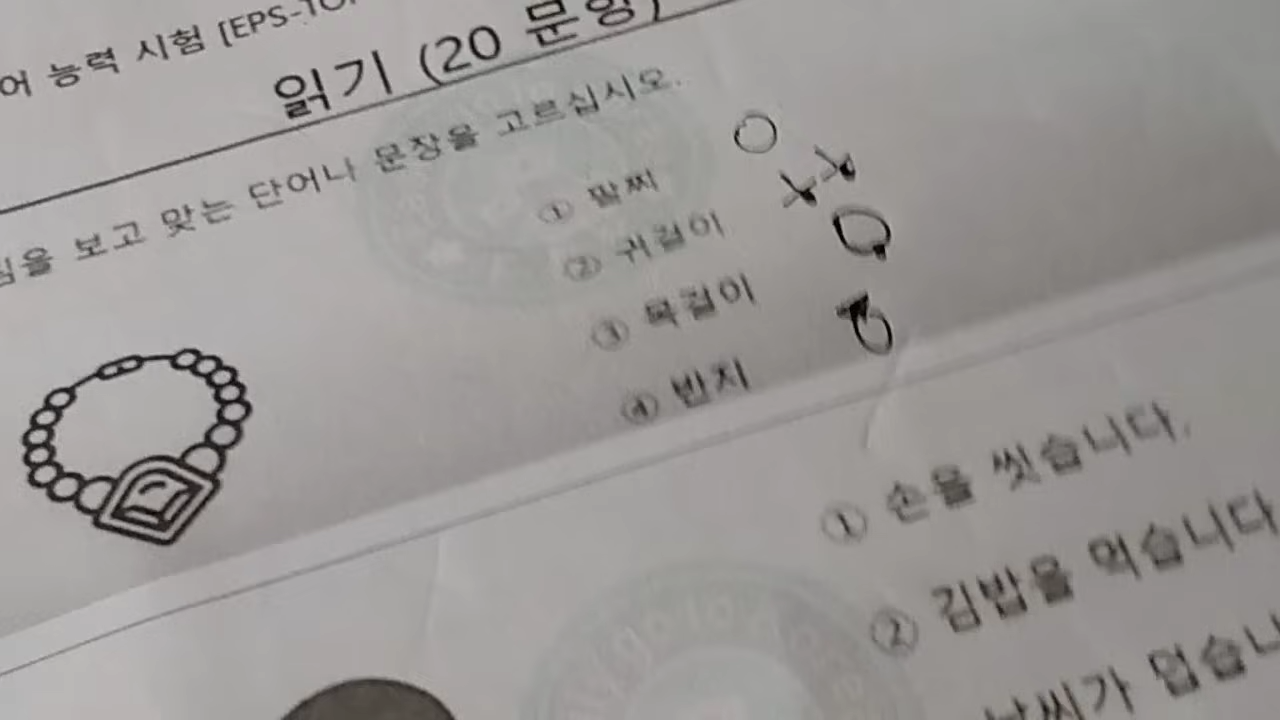 어 능력 시험 [EPS-TOP
읽기 (20 문항)
림을 보고 맞는 단어나 문장을 고르십시오.
① 팔찌
② 귀걸이
③ 목걸이
④ 반지
① 손을 씻습니다.
② 김밥을 먹습니다
날씨가 덥습니